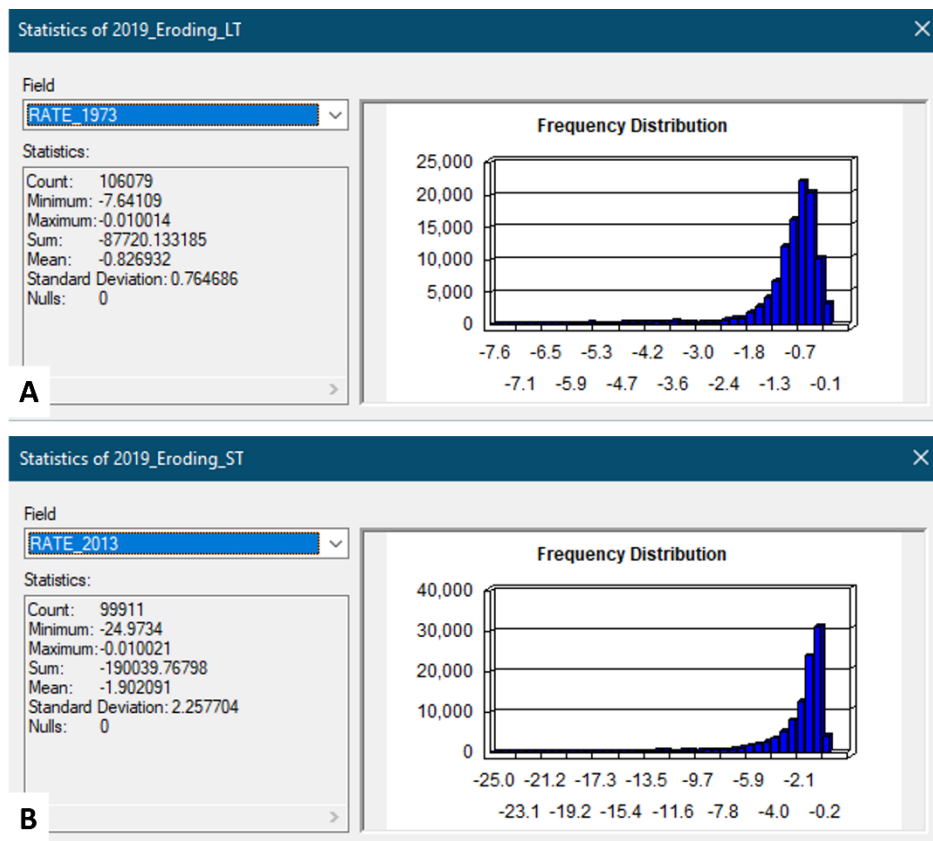 Statistics of 2019_Eroding_LT
Field
RATE_1973
Statistics:
Count: 106079
Minimum: -7.64109
Maximum: -0.010014
Sum: -87720.133185
Mean: -0.826932
Standard Deviation: 0.764686
Nulls: 0
Frequency Distribution
25,000
20,000
15,000
10,000
5,000
0
-7.6 -6.5 -5.3 -4.2 -3.0 -1.8 -0.7
-7.1 -5.9 -4.7 -3.6 -2.4 -1.3 -0.1
A
Statistics of 2019_Eroding_ST
Field
RATE_2013
Statistics:
Count: 99911
Minimum: -24.9734
Maximum: -0.010021
Sum: -190039.76798
Mean: -1.902091
Standard Deviation: 2.257704
Nulls: 0
Frequency Distribution
40,000
30,000
20,000
10,000
0
-25.0 -21.2 -17.3 -13.5 -9.7 -5.9 -2.1
-23.1 -19.2 -15.4 -11.6 -7.8 -4.0 -0.2
B